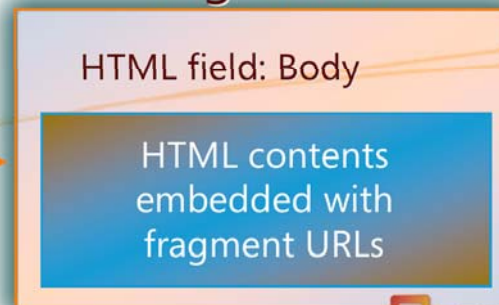 HTML field: Body
HTML contents
embedded with
fragment URLs